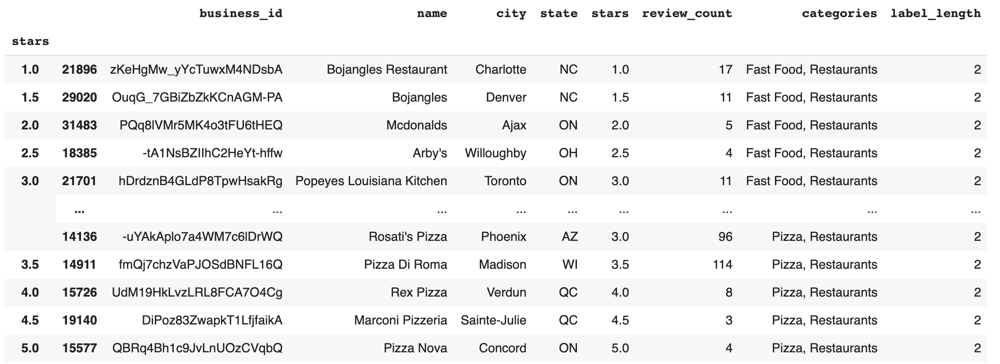 business_id name city state stars review_count categories label_length
stars
1.0 21896 zKeHgMw_yYcTuwxM4NDsbA Bojangles Restaurant Charlotte NC 1.0 17 Fast Food, Restaurants 2
1.5 29020 OuqG_7GBiZbZkKCnAGM-PA Bojangles Denver NC 1.5 11 Fast Food, Restaurants 2
2.0 31483 PQq8lVMr5MK4o3tFU6tHEQ Mcdonalds Ajax ON 2.0 5 Fast Food, Restaurants 2
2.5 18385 -tA1NsBZIIhC2HeYt-hffw Arby's Willoughby OH 2.5 4 Fast Food, Restaurants 2
3.0 21701 hDrdznB4GLdP8TpwHsakRg Popeyes Louisiana Kitchen Toronto ON 3.0 11 Fast Food, Restaurants 2
... ... ... ... ... ... ... ... ...
14136 -uYAkAplo7a4WM7c6lDrWQ Rosati's Pizza Phoenix AZ 3.0 96 Pizza, Restaurants 2
3.5 14911 fmQj7chzVaPJOSdBNFL16Q Pizza Di Roma Madison WI 3.5 114 Pizza, Restaurants 2
4.0 15726 UdM19HkLvzLRL8FCA7O4Cg Rex Pizza Verdun QC 4.0 8 Pizza, Restaurants 2
4.5 19140 DiPoz83ZwapkT1LfjfaikA Marconi Pizzeria Sainte-Julie QC 4.5 3 Pizza, Restaurants 2
5.0 15577 QBRq4Bh1c9JvLnUOzCVqbQ Pizza Nova Concord ON 5.0 4 Pizza, Restaurants 2